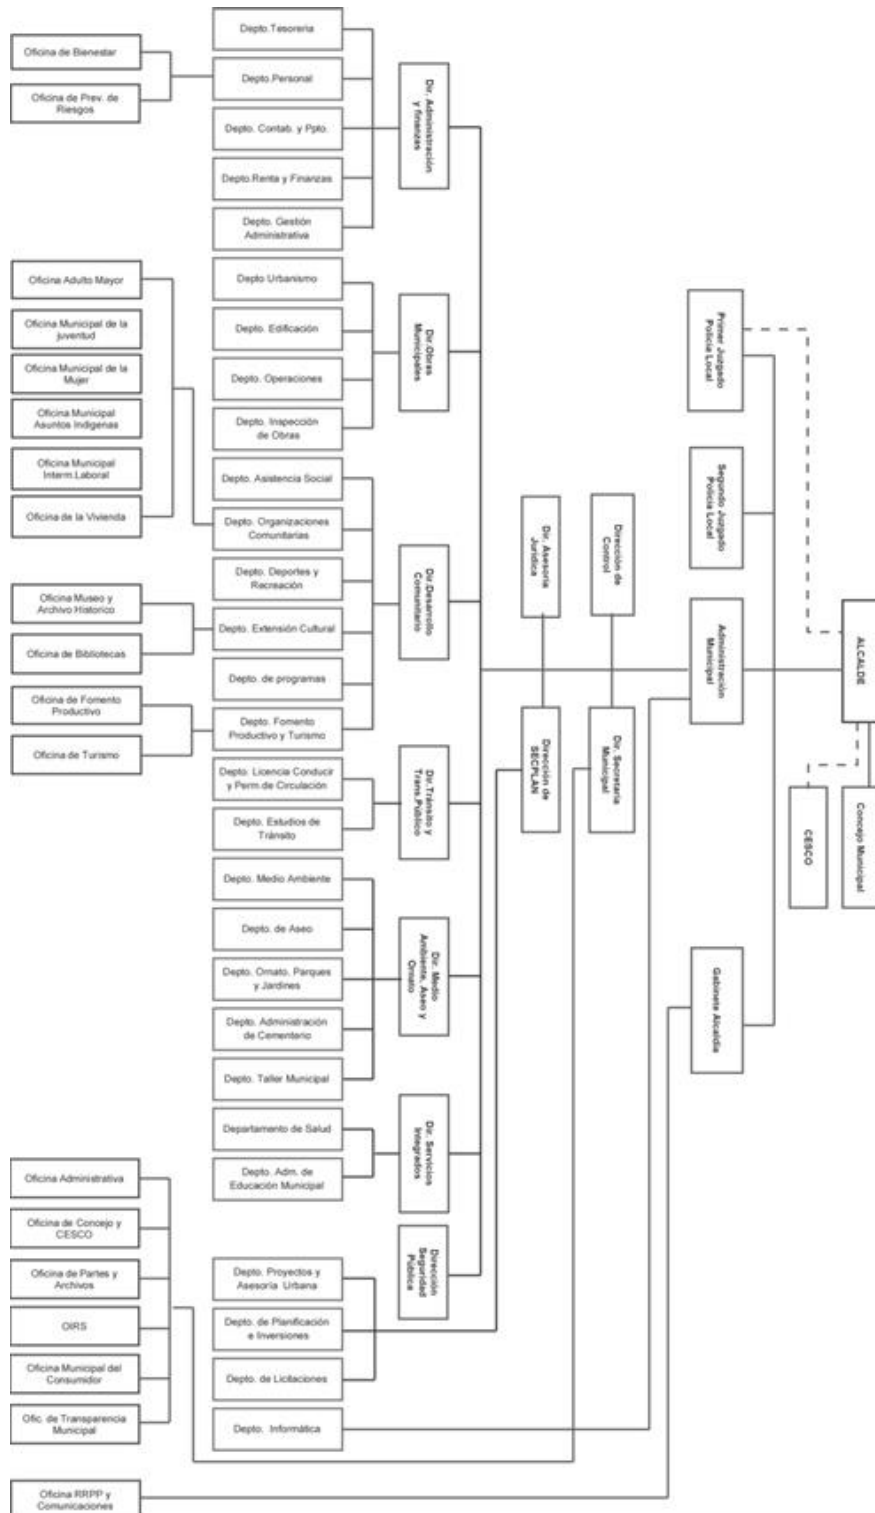 Oficina de Bienestar
Oficina de Prev. de
Riesgos
Oficina Adulto Mayor
Oficina Municipal de la
juventud
Oficina Municipal de la
Mujer
Oficina Municipal
Asuntos Indigenas
Oficina Municipal
Interm.Laboral
Oficina de la Vivienda
Oficina Museo y
Archivo Historico
Oficina de Bibliotecas
Oficina de Fomento
Productivo
Oficina de Turismo
Oficina Administrativa
Oficina de Concejo y
CESCO
Oficina de Partes y
Archivos
OIRS
Oficina Municipal del
Consumidor
Ofic. de Transparencia
Municipal
Oficina RRPP y
Comunicaciones
Depto.Tesoreria
Depto.Personal
Depto. Contab. y Ppto.
Depto.Renta y Finanzas
Depto. Gestión
Administrativa
Depto Urbanismo
Depto. Edificación
Depto. Operaciones
Depto. Inspección
de Obras
Depto. Asistencia Social
Depto. Organizaciones
Comunitarias
Depto. Deportes y
Recreación
Depto. Extensión Cultural
Depto. de programas
Depto. Fomento
Productivo y Turismo
Depto. Licencia Conducir
y Perm.de Circulación
Depto. Estudios de
Tránsito
Depto. Medio Ambiente
Depto. de Aseo
Depto. Ornato. Parques
y Jardines
Depto. Administración
de Cementerio
Depto. Taller Municipal
Departamento de Salud
Depto. Adm. de
Educación Municipal
Depto. Proyectos y
Asesoría Urbana
Depto. de Planificación
e Inversiones
Depto. de Licitaciones
Depto. Informática
Dir. Administración
y finanzas
Dir.Obras
Municipales
Dir.Desarrollo
Comunitario
Dir.Tránsito y
Trans.Público
Dir. Medio
Ambiente, Aseo y
Ornato
Dir. Servicios
Integrados
Dirección
Seguridad
Pública
Dir. Asesoria
Juridica
Dirección de
SECPLAN
Dirección de
Control
Dir. Secretaria
Municipal
Primer Juzgado
Policia Local
Segundo Juzgado
Policia Local
Administración
Municipal
Gabinete Alcaldia
ALCALDE
CESCO
Concejo Municipal